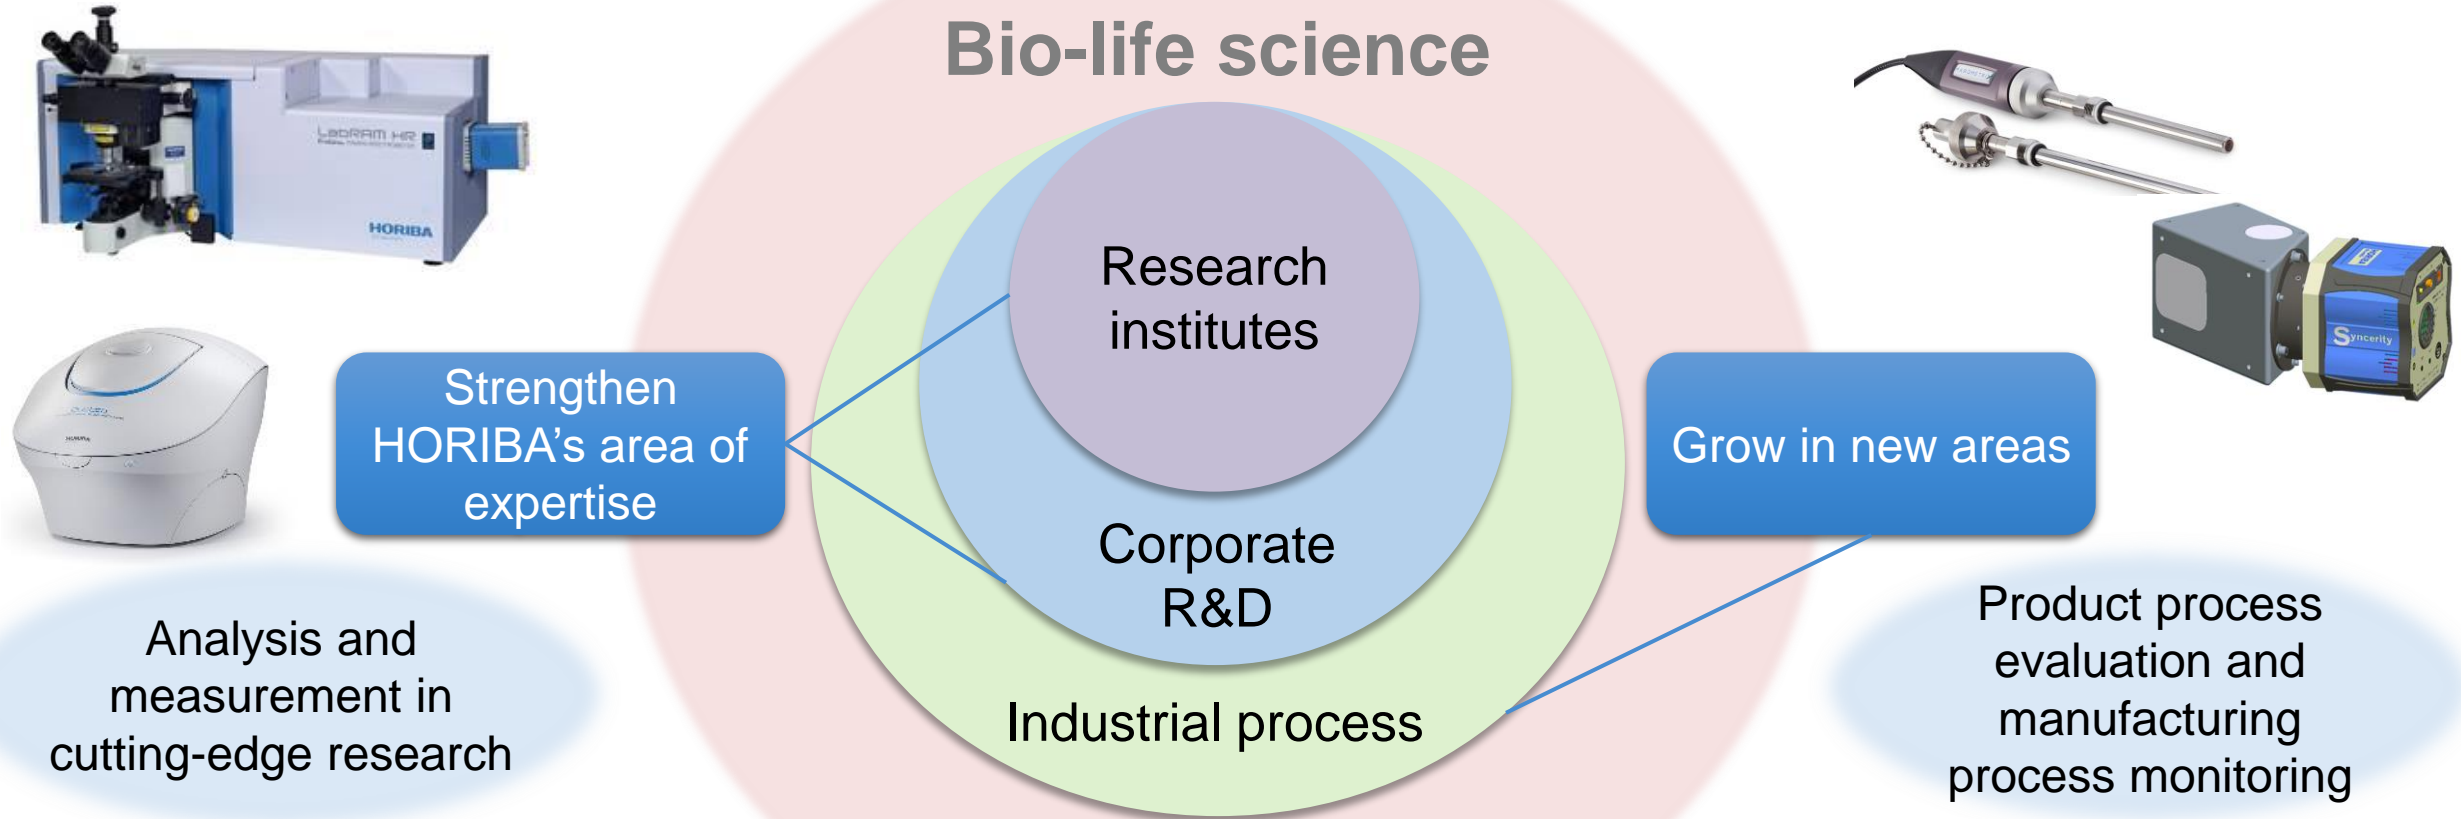 Bio-life science
LabRAM HR
HORIBA
Syncerity
Research
institutes
Strengthen
HORIBA’s area of
expertise
Grow in new areas
Corporate
R&D
Industrial process
Analysis and
measurement in
cutting-edge research
Product process
evaluation and
manufacturing
process monitoring